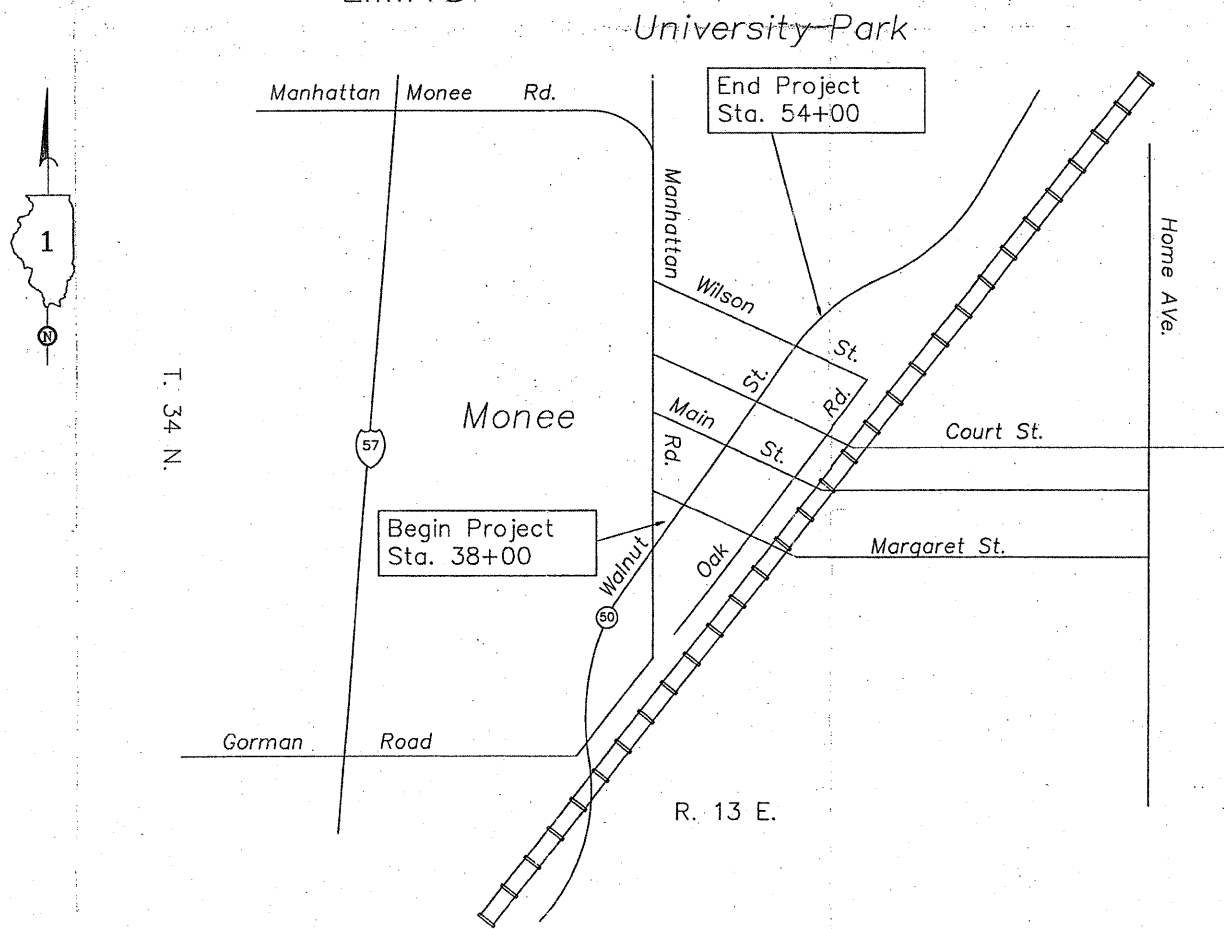 University Park
End Project
Sta. 54+00
Manhattan Monee Rd.
Manhattan Rd.
1
N
Wilson St.
Home AVe.
T. 34 N.
Walnut St.
Oak Rd.
Monee
Main St.
Court St.
57
Begin Project
Sta. 38+00
Margaret St.
50
Gorman Road
R. 13 E.